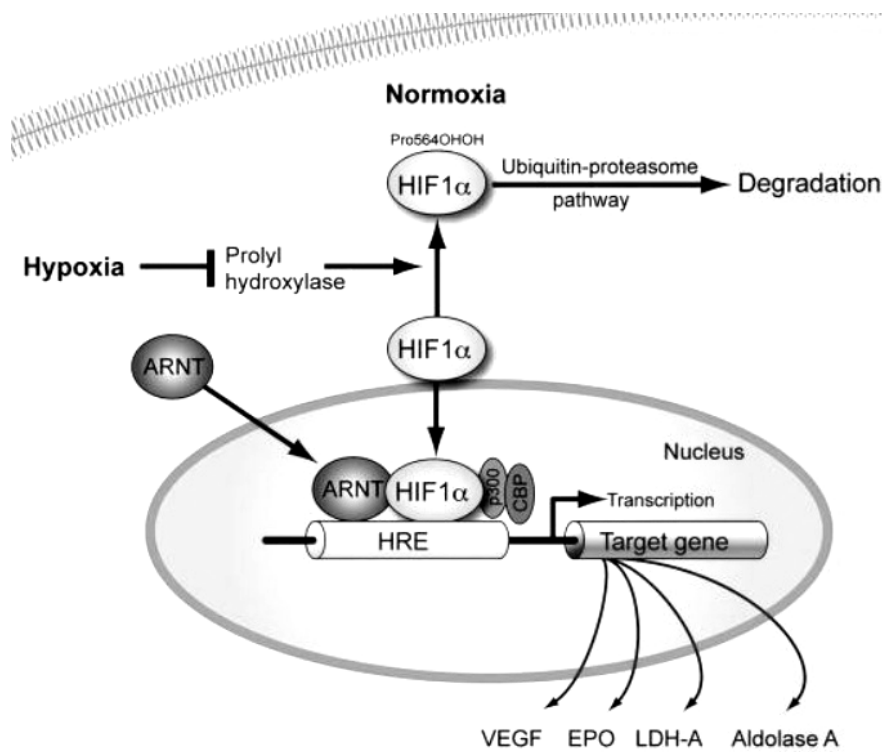 Normoxia
Pro564OHOH
HIF1α
Ubiquitin-proteasome
pathway
Degradation
Hypoxia
Prolyl
hydroxylase
HIF1α
ARNT
Nucleus
ARNT
HIF1α
p300
CBP
Transcription
HRE
Target gene
VEGF
EPO
LDH-A
Aldolase A